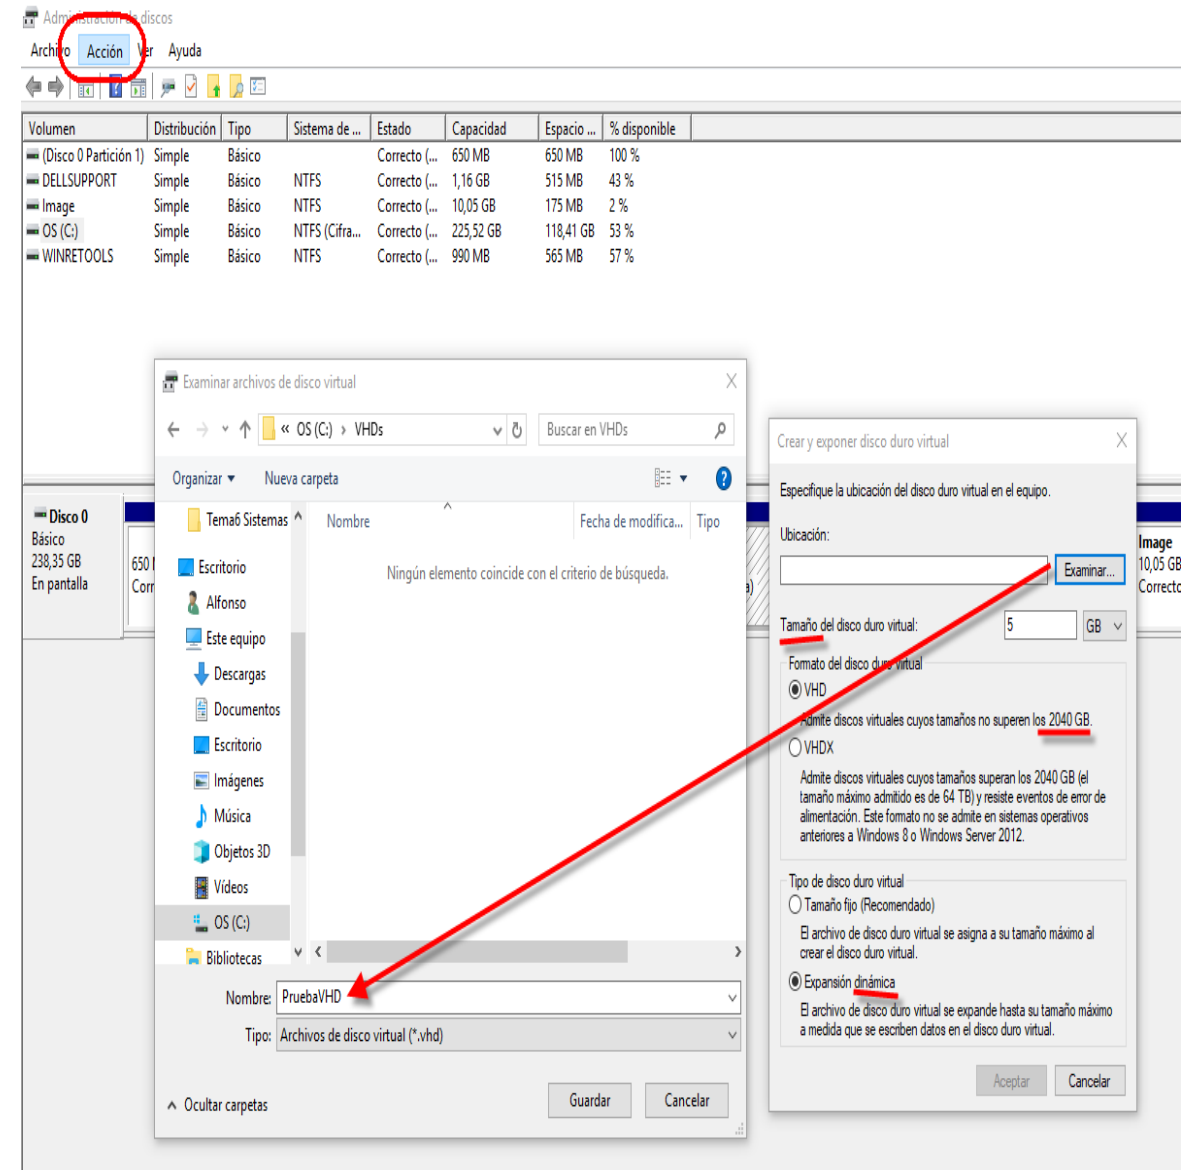 Administración de discos
Archivo Acción Ver Ayuda
Volumen Distribución Tipo Sistema de ... Estado Capacidad Espacio ... % disponible
(Disco 0 Partición 1) Simple Básico Correcto (... 650 MB 650 MB 100 %
DELLSUPPORT Simple Básico NTFS Correcto (... 1,16 GB 515 MB 43 %
Image Simple Básico NTFS Correcto (... 10,05 GB 175 MB 2 %
OS (C:) Simple Básico NTFS (Cifra... Correcto (... 225,52 GB 118,41 GB 53 %
WINRETOOLS Simple Básico NTFS Correcto (... 990 MB 565 MB 57 %
Disco 0
Básico
238,35 GB
En pantalla
650
Corr
Examinar archivos de disco virtual
« OS (C:) › VHDs
Buscar en VHDs
Organizar Nueva carpeta
Nombre Fecha de modifica... Tipo
Ningún elemento coincide con el criterio de búsqueda.
Tema6 Sistemas
Escritorio
Alfonso
Este equipo
Descargas
Documentos
Escritorio
Imágenes
Música
Objetos 3D
Vídeos
OS (C:)
Bibliotecas
Nombre: PruebaVHD
Tipo: Archivos de disco virtual (*.vhd)
Ocultar carpetas
Guardar Cancelar
Crear y exponer disco duro virtual
Especifique la ubicación del disco duro virtual en el equipo.
Ubicación:
Examinar...
Tamaño del disco duro virtual: 5 GB
Formato del disco duro virtual
VHD
Admite discos virtuales cuyos tamaños no superen los 2040 GB.
VHDX
Admite discos virtuales cuyos tamaños superan los 2040 GB (el
tamaño máximo admitido es de 64 TB) y resiste eventos de error de
alimentación. Este formato no se admite en sistemas operativos
anteriores a Windows 8 o Windows Server 2012.
Tipo de disco duro virtual
Tamaño fijo (Recomendado)
El archivo de disco duro virtual se asigna a su tamaño máximo al
crear el disco duro virtual.
Expansión dinámica
El archivo de disco duro virtual se expande hasta su tamaño máximo
a medida que se escriben datos en el disco duro virtual.
Aceptar Cancelar
Image
10,05 GB
Correcto